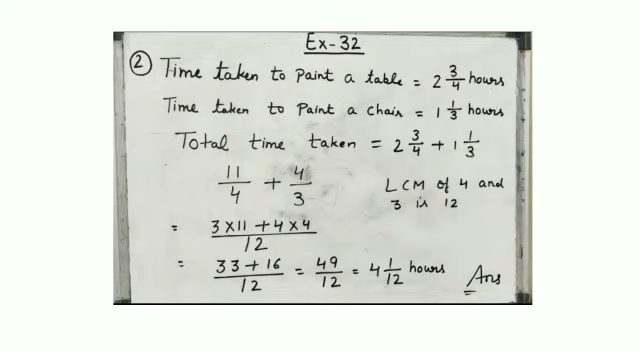 Ex-32
② Time taken to Paint a table = 2 3/4 hours
Time taken to Paint a chair = 1 1/3 hours
Total time taken = 2 3/4 + 1 1/3
11/4 + 4/3 LCM of 4 and
3 is 12
= 3×11+4×4/12
= 33+16/12 = 49/12 = 4 1/12 hours Ans